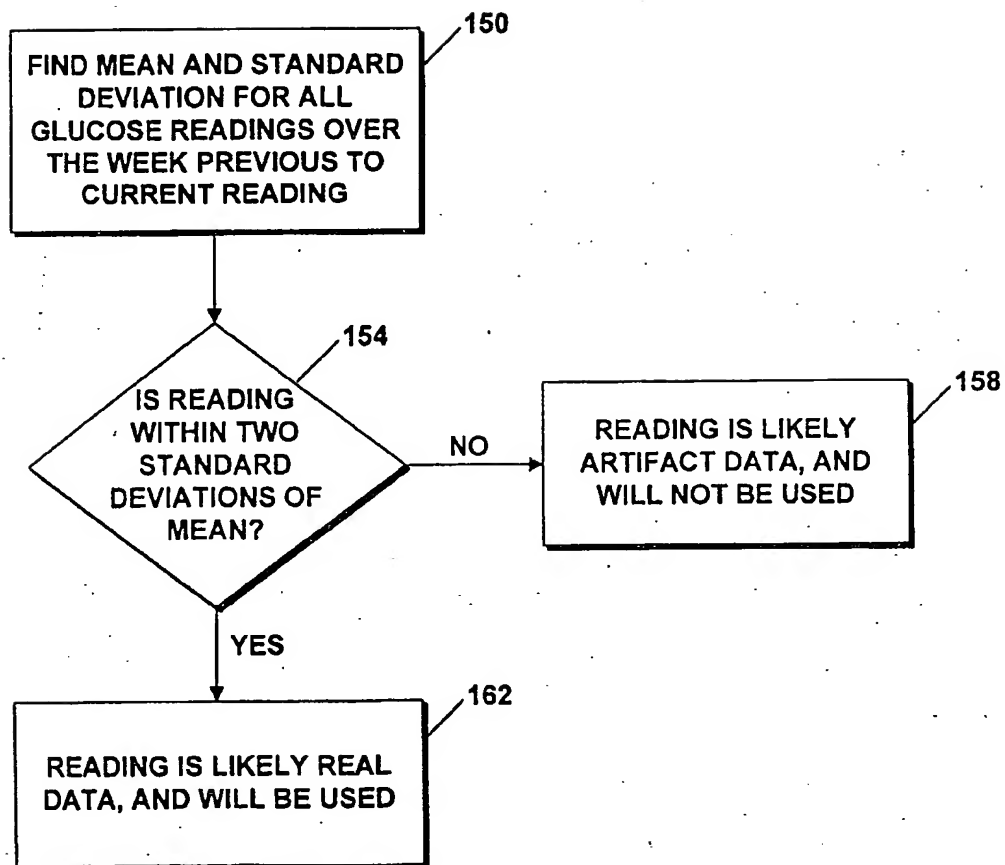 150
FIND MEAN AND STANDARD
DEVIATION FOR ALL
GLUCOSE READINGS OVER
THE WEEK PREVIOUS TO
CURRENT READING
154
IS READING
WITHIN TWO
STANDARD
DEVIATIONS OF
MEAN?
NO
158
READING IS LIKELY
ARTIFACT DATA, AND
WILL NOT BE USED
YES
162
READING IS LIKELY REAL
DATA, AND WILL BE USED